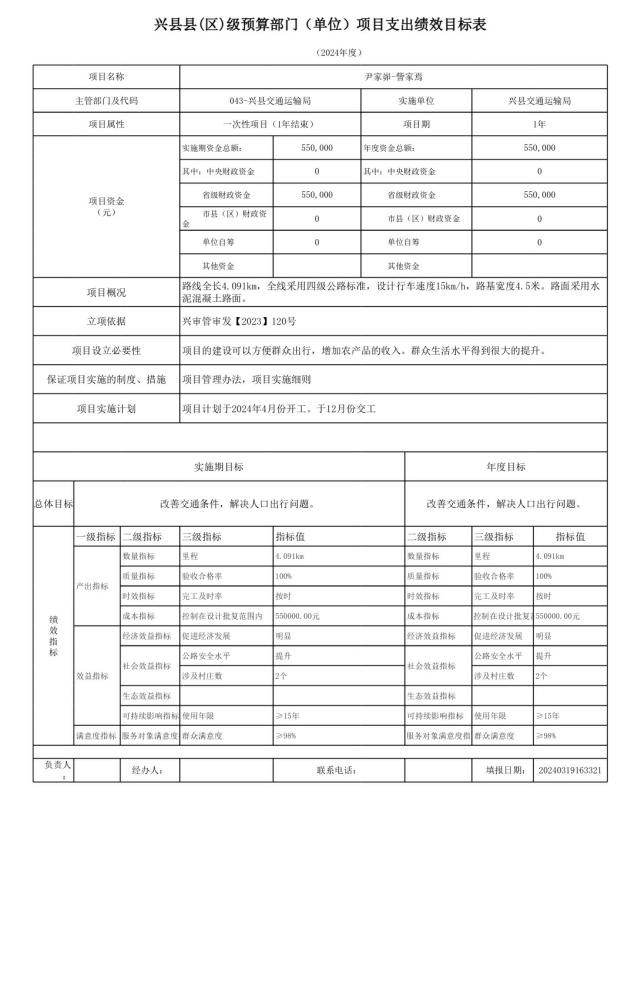 兴县县(区)级预算部门（单位）项目支出绩效目标表
（2024年度）
项目名称 尹家峁-訾家焉
主管部门及代码 043-兴县交通运输局 实施单位 兴县交通运输局
项目属性 一次性项目（1年结束） 项目期 1年
项目资金
（元）
实施期资金总额： 550,000 年度资金总额： 550,000
其中：中央财政资金 0 其中：中央财政资金 0
省级财政资金 550,000 省级财政资金 550,000
市县（区）财政资金 0 市县（区）财政资金 0
单位自筹 0 单位自筹 0
其他资金 其他资金
项目概况 路线全长4.091km，全线采用四级公路标准，设计行车速度15km/h，路基宽度4.5米。路面采用水
泥混凝土路面。
立项依据 兴审管审发【2023】120号
项目设立必要性 项目的建设可以方便群众出行，增加农产品的收入。群众生活水平得到很大的提升。
保证项目实施的制度、措施 项目管理办法，项目实施细则
项目实施计划 项目计划于2024年4月份开工。于12月份交工
实施期目标 年度目标
总体目标 改善交通条件，解决人口出行问题。 改善交通条件，解决人口出行问题。
绩效指标
一级指标 二级指标 三级指标 指标值 二级指标 三级指标 指标值
产出指标 数量指标 里程 4.091km 数量指标 里程 4.091km
质量指标 验收合格率 100% 质量指标 验收合格率 100%
时效指标 完工及时率 按时 时效指标 完工及时率 按时
成本指标 控制在设计批复范围内 550000.00元 成本指标 控制在设计批复 550000.00元
效益指标 经济效益指标 促进经济发展 明显 经济效益指标 促进经济发展 明显
社会效益指标 公路安全水平 提升 社会效益指标 公路安全水平 提升
涉及村庄数 2个 涉及村庄数 2个
生态效益指标 生态效益指标
可持续影响指标 使用年限 ≥15年 可持续影响指标 使用年限 ≥15年
满意度指标 服务对象满意度 群众满意度 ≥98% 服务对象满意度指 群众满意度 ≥98%
负责人： 经办人： 联系电话： 填报日期： 20240319163321